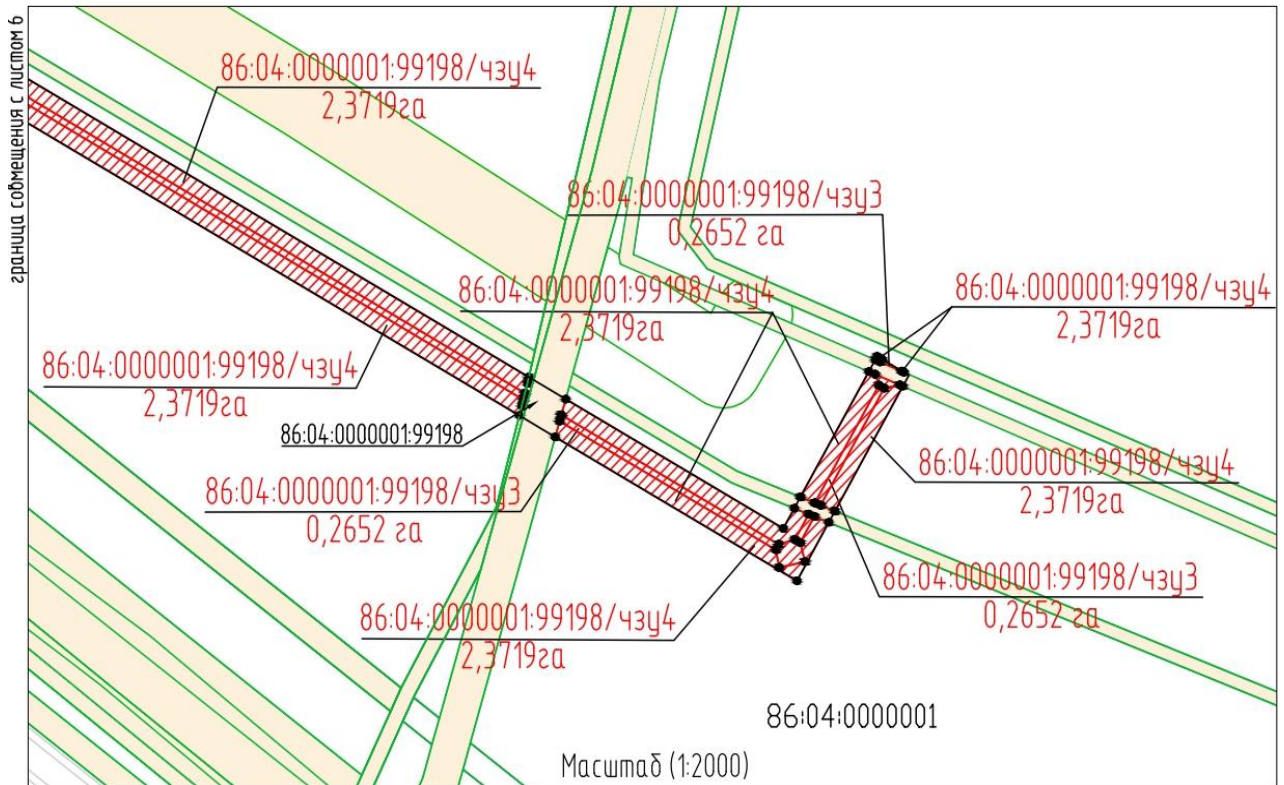 граница совмещения с листом 6
86:04:0000001:99198/чзу4
2,3719га
86:04:0000001:99198/чзу3
0,2652 га
86:04:0000001:99198/чзу4
2,3719га
86:04:0000001:99198/чзу4
2,3719га
86:04:0000001:99198/чзу4
2,3719га
86:04:0000001:99198
86:04:0000001:99198/чзу3
0,2652 га
86:04:0000001:99198/чзу4
2,3719га
86:04:0000001:99198/чзу3
0,2652 га
86:04:0000001:99198/чзу4
2,3719га
86:04:0000001
Масштаб (1:2000)